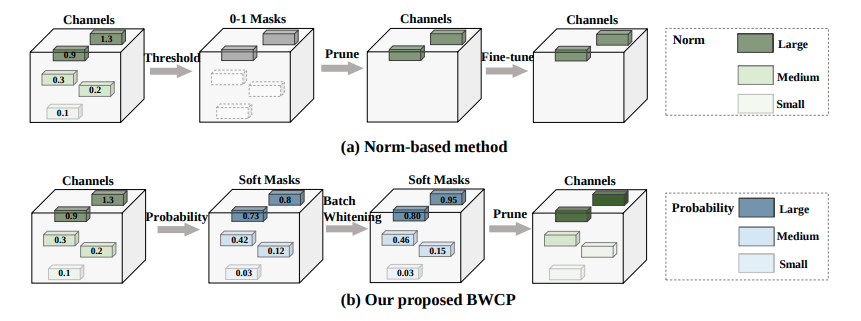 Channels
0-1 Masks
Channels
Channels
1.3
0.9
0.3
0.2
0.1
Threshold
Prune
Fine-tune
Norm
Large
Medium
Small
(a) Norm-based method
Channels
Soft Masks
Soft Masks
Channels
1.3
0.9
0.3
0.2
0.1
Probability
0.8
0.73
0.42
0.12
0.03
Batch
Whitening
0.95
0.80
0.46
0.15
0.03
Prune
Probability
Large
Medium
Small
(b) Our proposed BWCP